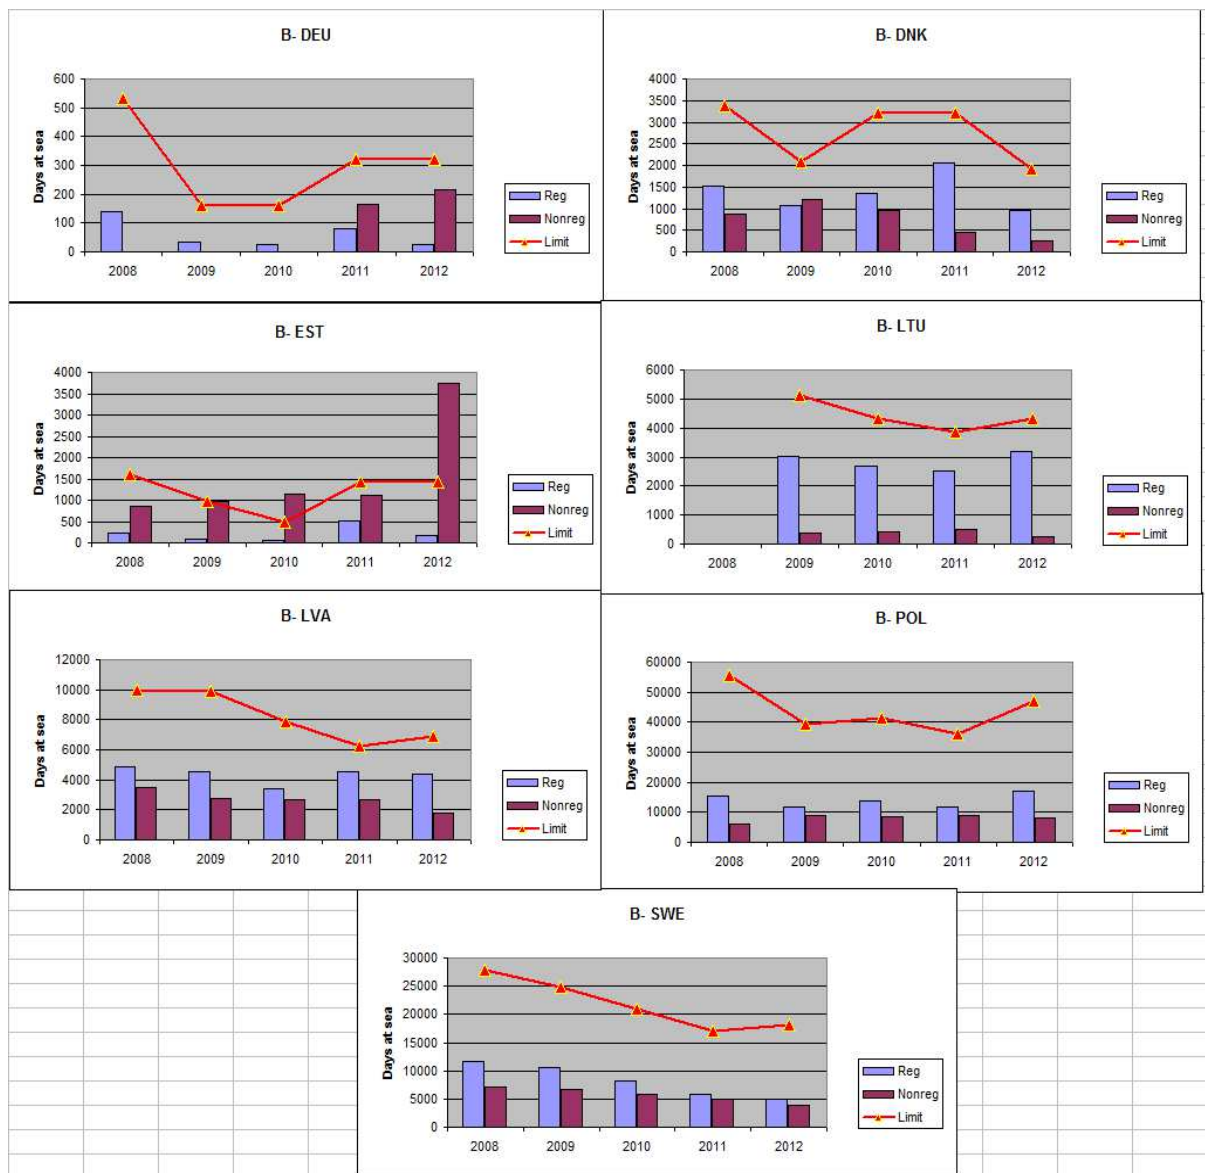 B- DEU
600
500
400
300
200
100
0
Days at sea
2008 2009 2010 2011 2012
Reg
Nonreg
Limit
B- DNK
4000
3500
3000
2500
2000
1500
1000
500
0
Days at sea
2008 2009 2010 2011 2012
Reg
Nonreg
Limit
B- EST
4000
3500
3000
2500
2000
1500
1000
500
0
Days at sea
2008 2009 2010 2011 2012
Reg
Nonreg
Limit
B- LTU
6000
5000
4000
3000
2000
1000
0
Days at sea
2008 2009 2010 2011 2012
Reg
Nonreg
Limit
B- LVA
12000
10000
8000
6000
4000
2000
0
Days at sea
2008 2009 2010 2011 2012
Reg
Nonreg
Limit
B- POL
60000
50000
40000
30000
20000
10000
0
Days at sea
2008 2009 2010 2011 2012
Reg
Nonreg
Limit
B- SWE
30000
25000
20000
15000
10000
5000
0
Days at sea
2008 2009 2010 2011 2012
Reg
Nonreg
Limit